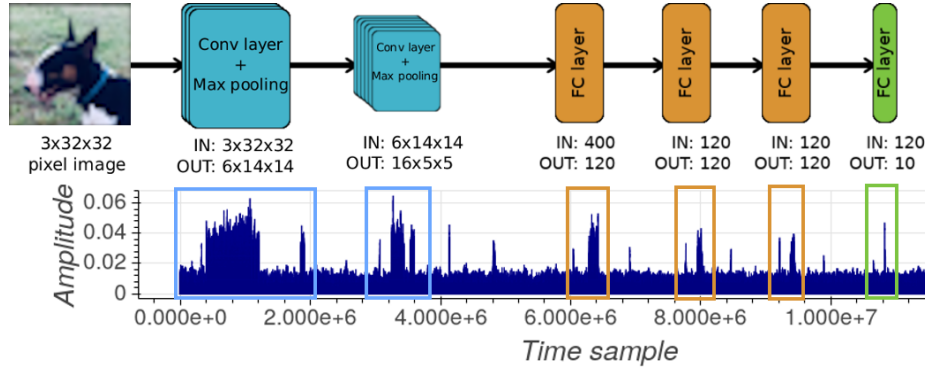 Conv layer
+
Max pooling
Conv layer
+
Max pooling
FC layer
FC layer
FC layer
FC layer
3x32x32
pixel image
IN: 3x32x32
OUT: 6x14x14
IN: 6x14x14
OUT: 16x5x5
IN: 400
OUT: 120
IN: 120
OUT: 120
IN: 120
OUT: 120
IN: 120
OUT: 10
Amplitude
0.06
0.04
0.02
0
0.000e+0
2.000e+6
4.000e+6
6.000e+6
8.000e+6
1.000e+7
Time sample